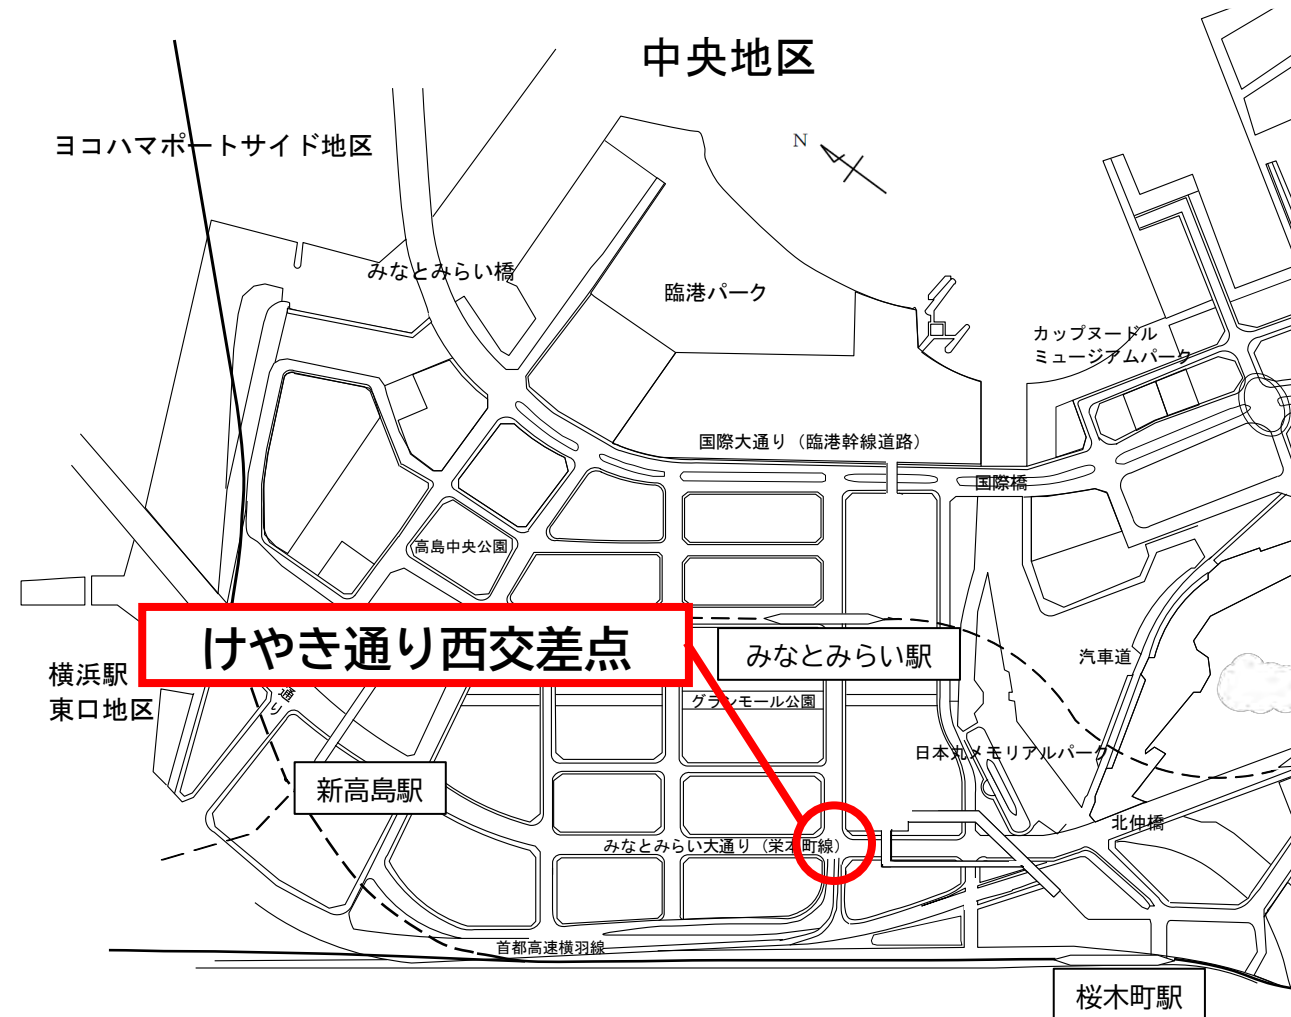 中央地区
ヨコハマポートサイド地区
N
みなとみらい橋
臨港パーク
カップヌードル
ミュージアムパーク
国際大通り（臨港幹線道路）
国際橋
高島中央公園
けやき通り西交差点
みなとみらい駅
汽車道
横浜駅
東口地区
通り
グランモール公園
日本丸メモリアルパーク
新高島駅
北仲橋
みなとみらい大通り（栄本町線）
首都高速横羽線
桜木町駅